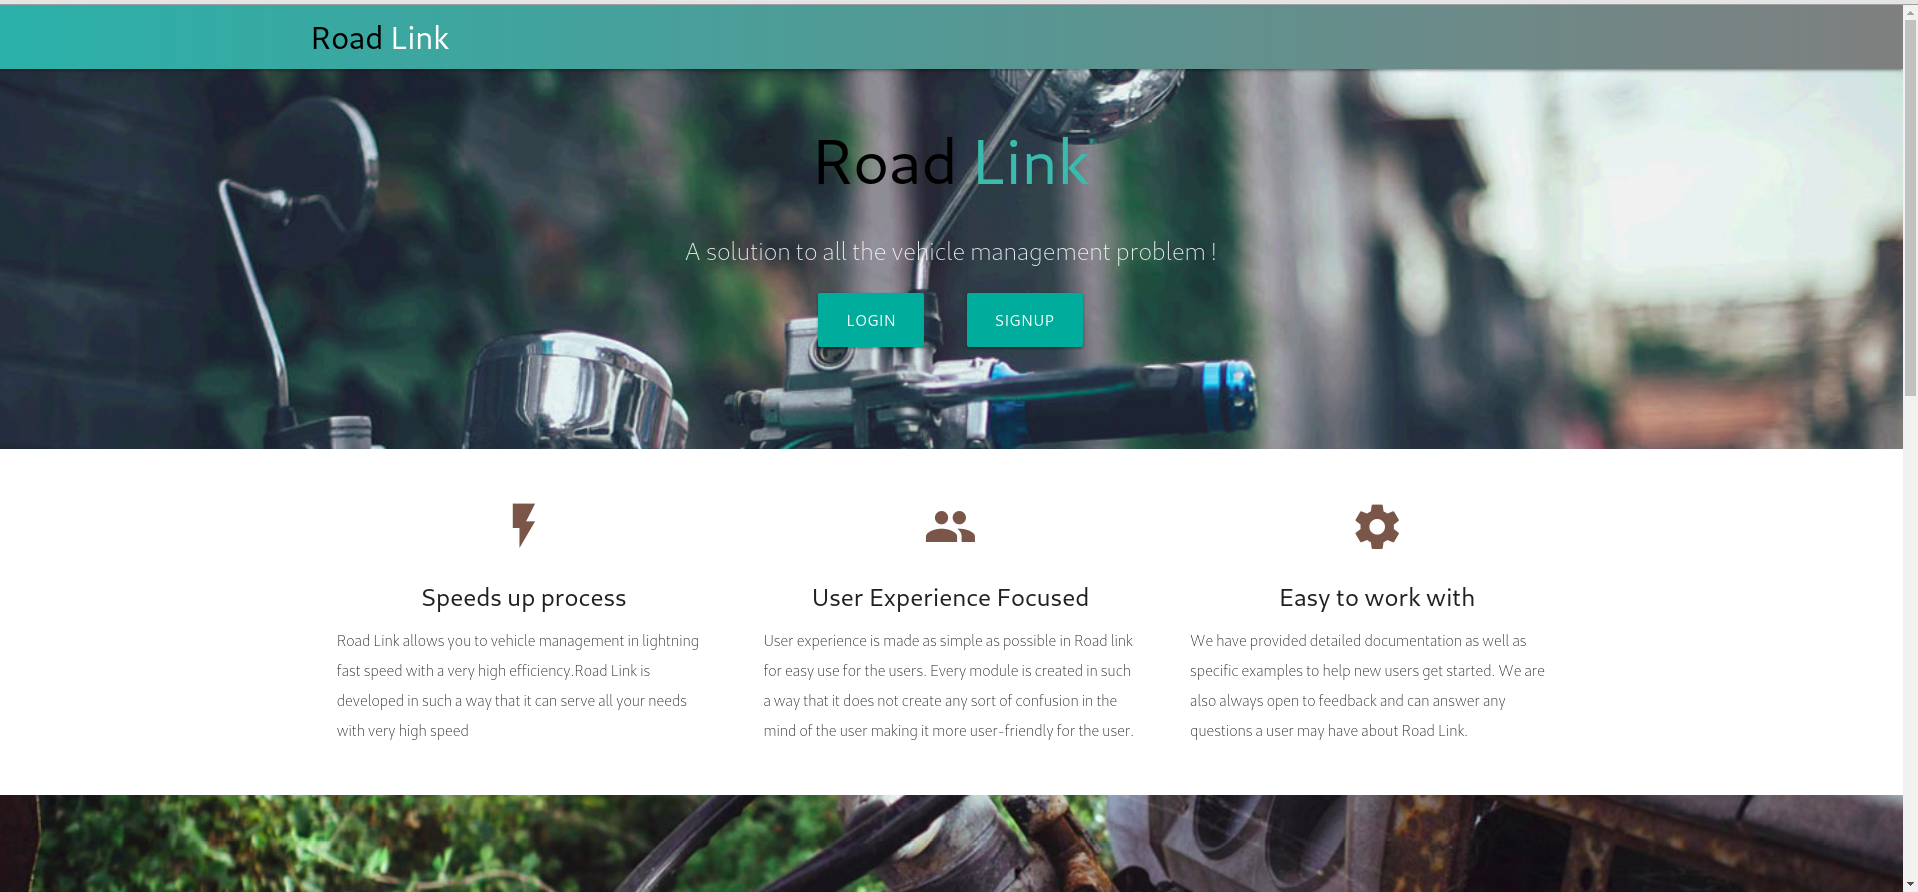 Road Link
Road Link
A solution to all the vehicle management problem !
LOGIN SIGNUP
Speeds up process
Road Link allows you to vehicle management in lightning
fast speed with a very high efficiency.Road Link is
developed in such a way that it can serve all your needs
with very high speed
User Experience Focused
User experience is made as simple as possible in Road link
for easy use for the users. Every module is created in such
a way that it does not create any sort of confusion in the
mind of the user making it more user-friendly for the user.
Easy to work with
We have provided detailed documentation as well as
specific examples to help new users get started. We are
also always open to feedback and can answer any
questions a user may have about Road Link.